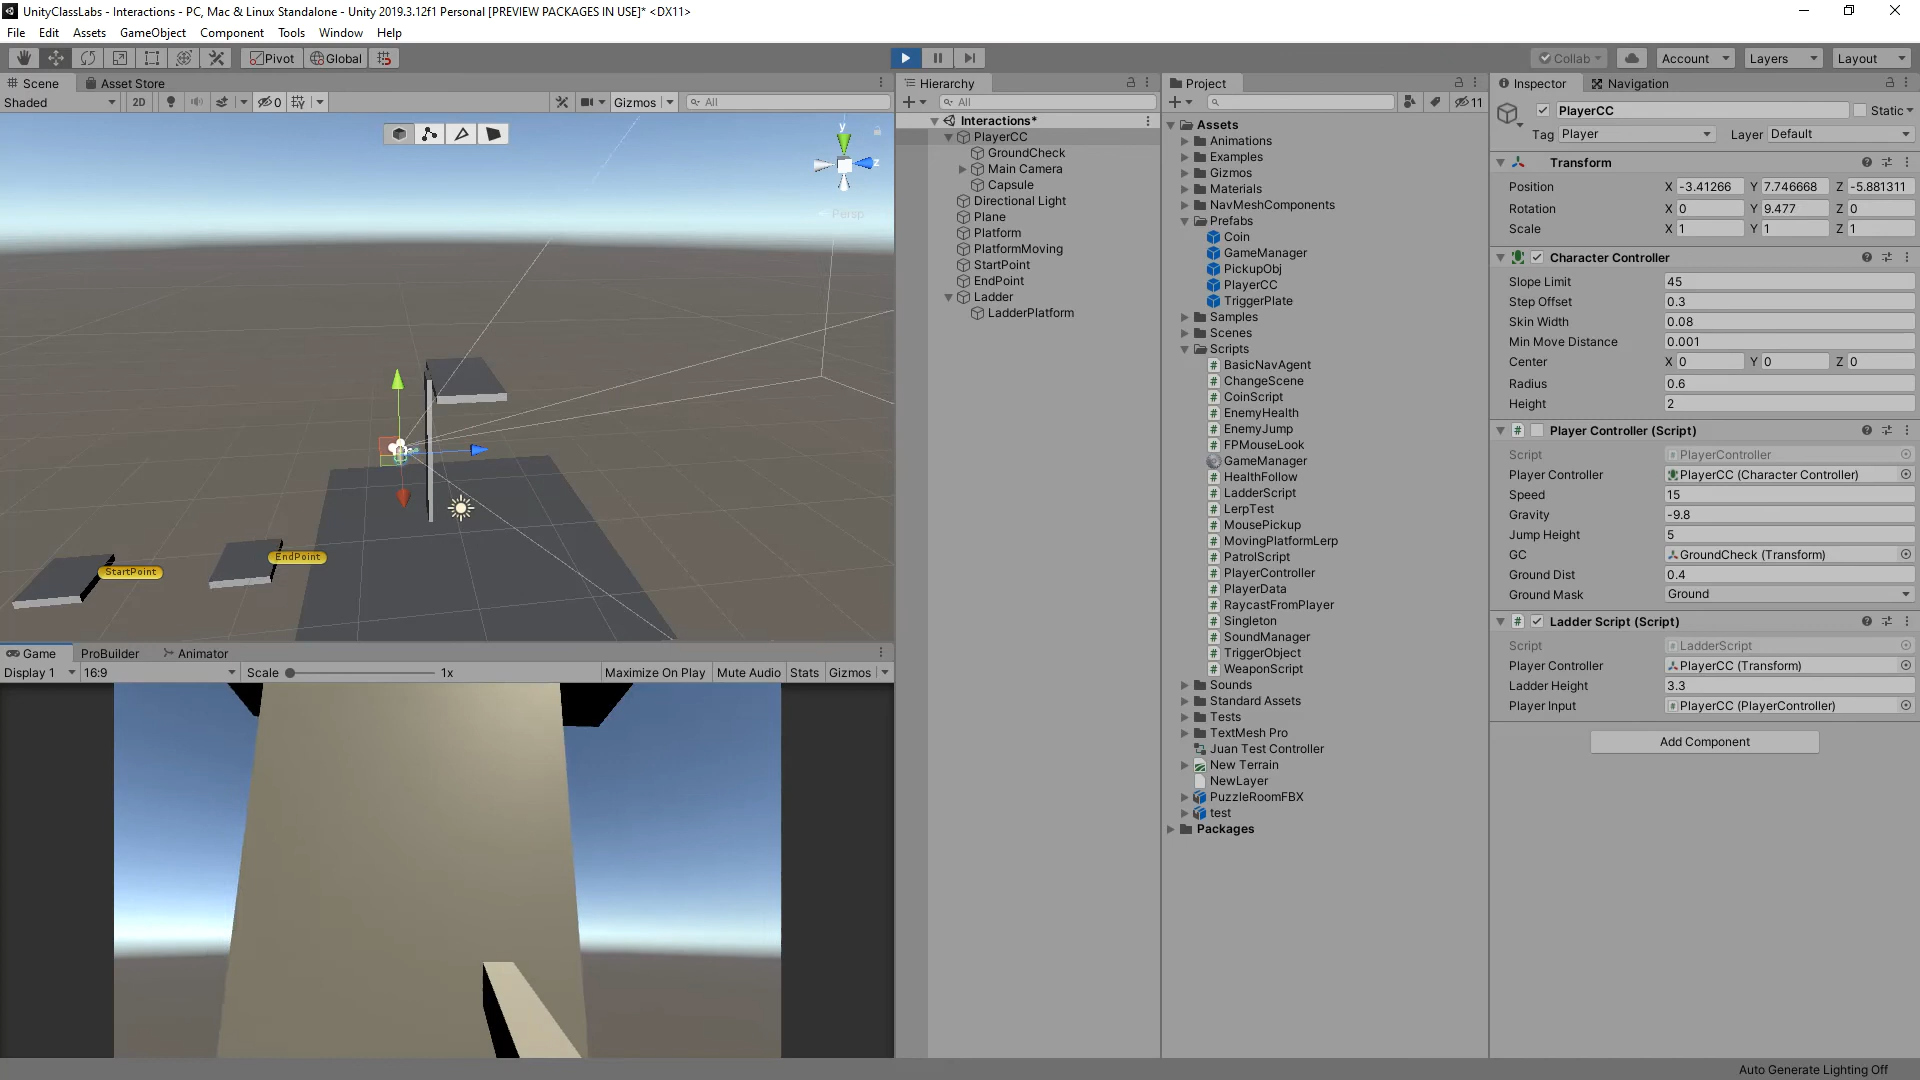 UnityClassLabs - Interactions - PC, Mac & Linux Standalone - Unity 2019.3.12f1 Personal [PREVIEW PACKAGES IN USE]* <DX11>
File Edit Assets GameObject Component Tools Window Help
Pivot Global Collab Account Layers Layout
Scene Asset Store
Shaded 2D 0 Gizmos All
y
z
Persp
StartPoint
EndPoint
Game ProBuilder Animator
Display 1 16:9 Scale 1x Maximize On Play Mute Audio Stats Gizmos
Hierarchy
All
Interactions*
PlayerCC
GroundCheck
Main Camera
Capsule
Directional Light
Plane
Platform
PlatformMoving
StartPoint
EndPoint
Ladder
LadderPlatform
Project
11
Assets
Animations
Examples
Gizmos
Materials
NavMeshComponents
Prefabs
Coin
GameManager
PickupObj
PlayerCC
TriggerPlate
Samples
Scenes
Scripts
BasicNavAgent
ChangeScene
CoinScript
EnemyHealth
EnemyJump
FPMouseLook
GameManager
HealthFollow
LadderScript
LerpTest
MousePickup
MovingPlatformLerp
PatrolScript
PlayerController
PlayerData
RaycastFromPlayer
Singleton
SoundManager
TriggerObject
WeaponScript
Sounds
Standard Assets
Tests
TextMesh Pro
Juan Test Controller
New Terrain
NewLayer
PuzzleRoomFBX
test
Packages
Inspector Navigation
PlayerCC Static
Tag Player Layer Default
Transform
Position X -3.41266 Y 7.746668 Z -5.881311
Rotation X 0 Y 9.477 Z 0
Scale X 1 Y 1 Z 1
Character Controller
Slope Limit 45
Step Offset 0.3
Skin Width 0.08
Min Move Distance 0.001
Center X 0 Y 0 Z 0
Radius 0.6
Height 2
Player Controller (Script)
Script PlayerController
Player Controller PlayerCC (Character Controller)
Speed 15
Gravity -9.8
Jump Height 5
GC GroundCheck (Transform)
Ground Dist 0.4
Ground Mask Ground
Ladder Script (Script)
Script LadderScript
Player Controller PlayerCC (Transform)
Ladder Height 3.3
Player Input PlayerCC (PlayerController)
Add Component
Auto Generate Lighting Off